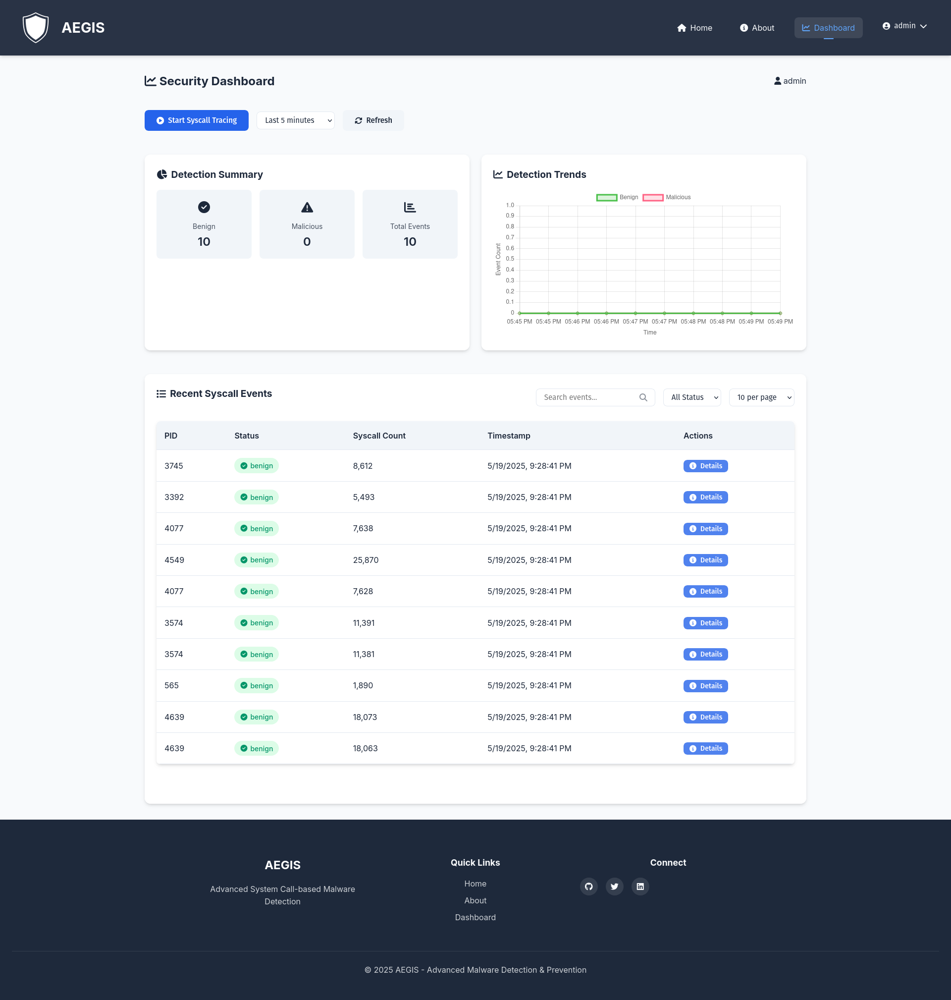 AEGIS
Home
About
Dashboard
admin
Security Dashboard
admin
Start Syscall Tracing
Last 5 minutes
Refresh
Detection Summary
Benign
10
Malicious
0
Total Events
10
Detection Trends
Benign
Malicious
1.0
0.9
0.8
0.7
0.6
0.5
0.4
0.3
0.2
0.1
0
Event Count
05:45 PM 05:45 PM 05:46 PM 05:46 PM 05:47 PM 05:47 PM 05:48 PM 05:48 PM 05:49 PM 05:49 PM
Time
Recent Syscall Events
Search events...
All Status
10 per page
PID Status Syscall Count Timestamp Actions
3745 benign 8,612 5/19/2025, 9:28:41 PM Details
3392 benign 5,493 5/19/2025, 9:28:41 PM Details
4077 benign 7,638 5/19/2025, 9:28:41 PM Details
4549 benign 25,870 5/19/2025, 9:28:41 PM Details
4077 benign 7,628 5/19/2025, 9:28:41 PM Details
3574 benign 11,391 5/19/2025, 9:28:41 PM Details
3574 benign 11,381 5/19/2025, 9:28:41 PM Details
565 benign 1,890 5/19/2025, 9:28:41 PM Details
4639 benign 18,073 5/19/2025, 9:28:41 PM Details
4639 benign 18,063 5/19/2025, 9:28:41 PM Details
AEGIS
Advanced System Call-based Malware
Detection
Quick Links
Home
About
Dashboard
Connect
© 2025 AEGIS - Advanced Malware Detection & Prevention